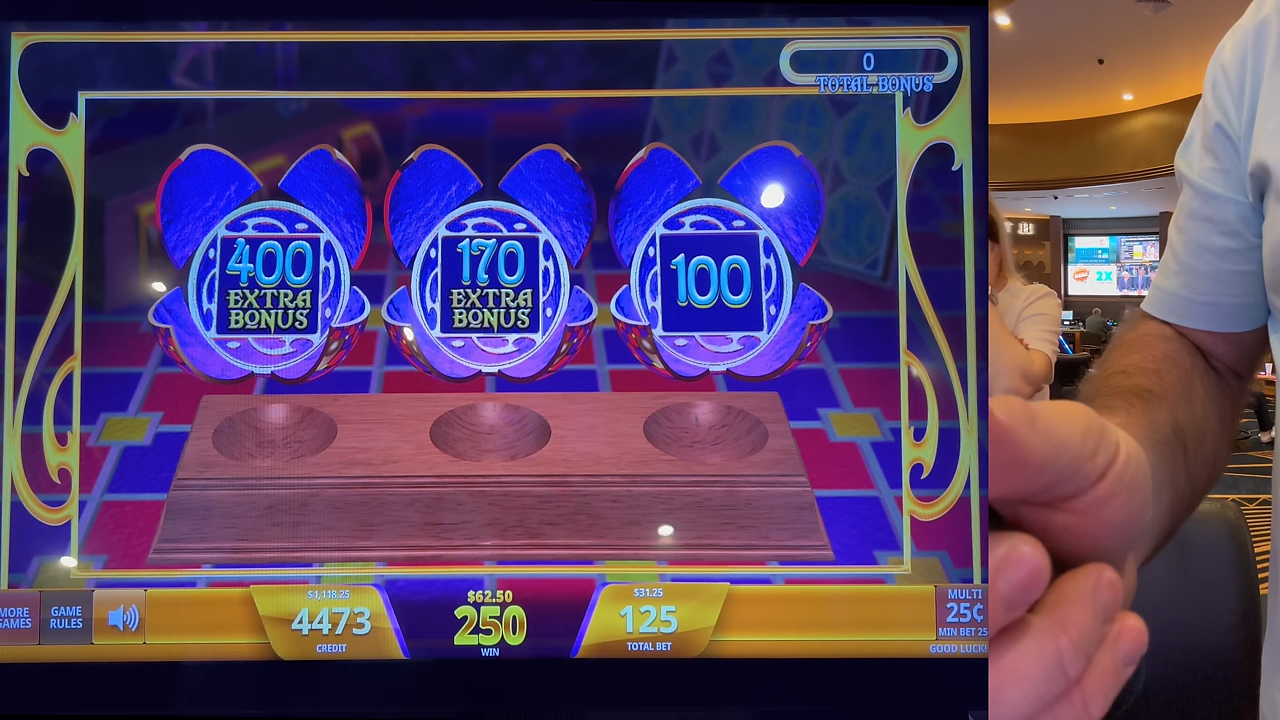 0
TOTAL BONUS
400
EXTRA
BONUS
170
EXTRA
BONUS
100
MORE
GAMES
GAME
RULES
$1,118.25
4473
CREDIT
$62.50
250
WIN
$31.25
125
TOTAL BET
MULTI
25¢
MIN BET 25
GOOD LUCK!
2X